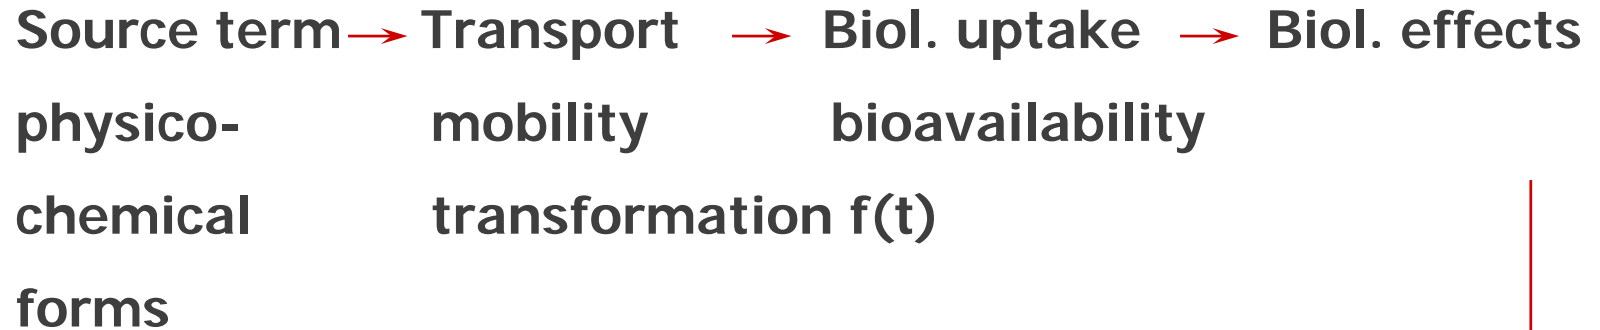 Source term → Transport → Biol. uptake → Biol. effects
physico- mobility bioavailability
chemical transformation f(t)
forms